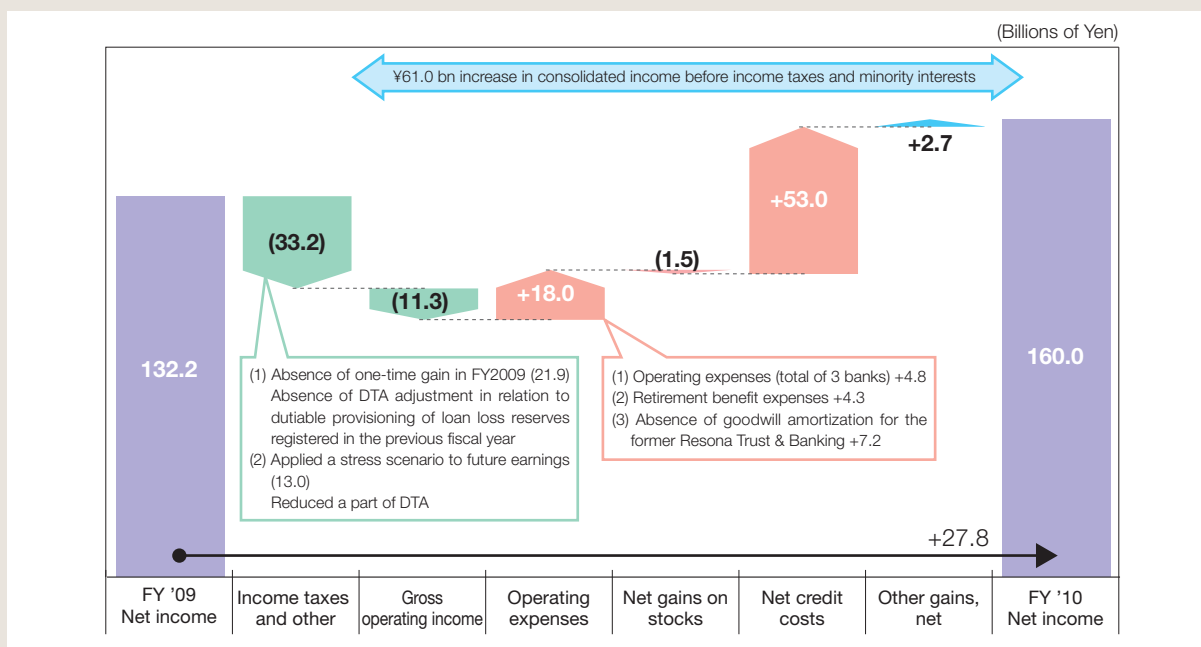 (Billions of Yen)
¥61.0 bn increase in consolidated income before income taxes and minority interests
132.2
(33.2)
(11.3)
+18.0
(1.5)
+53.0
+2.7
160.0
(1) Absence of one-time gain in FY2009 (21.9)
Absence of DTA adjustment in relation to
dutiable provisioning of loan loss reserves
registered in the previous fiscal year
(2) Applied a stress scenario to future earnings
(13.0)
Reduced a part of DTA
(1) Operating expenses (total of 3 banks) +4.8
(2) Retirement benefit expenses +4.3
(3) Absence of goodwill amortization for the
former Resona Trust & Banking +7.2
+27.8
FY '09
Net income
Income taxes
and other
Gross
operating income
Operating
expenses
Net gains on
stocks
Net credit
costs
Other gains,
net
FY '10
Net income